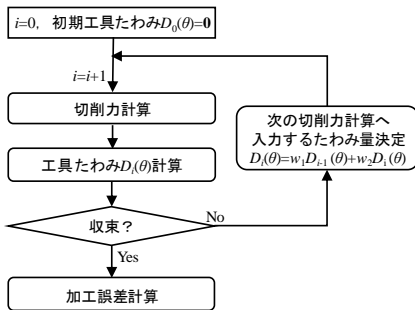 i=0, 初期工具たわみD0(θ)=0
i=i+1
切削力計算
工具たわみDi(θ)計算
収束？
No
Yes
加工誤差計算
次の切削力計算へ
入力するたわみ量決定
Di(θ)=w1Di-1(θ)+w2Di(θ)